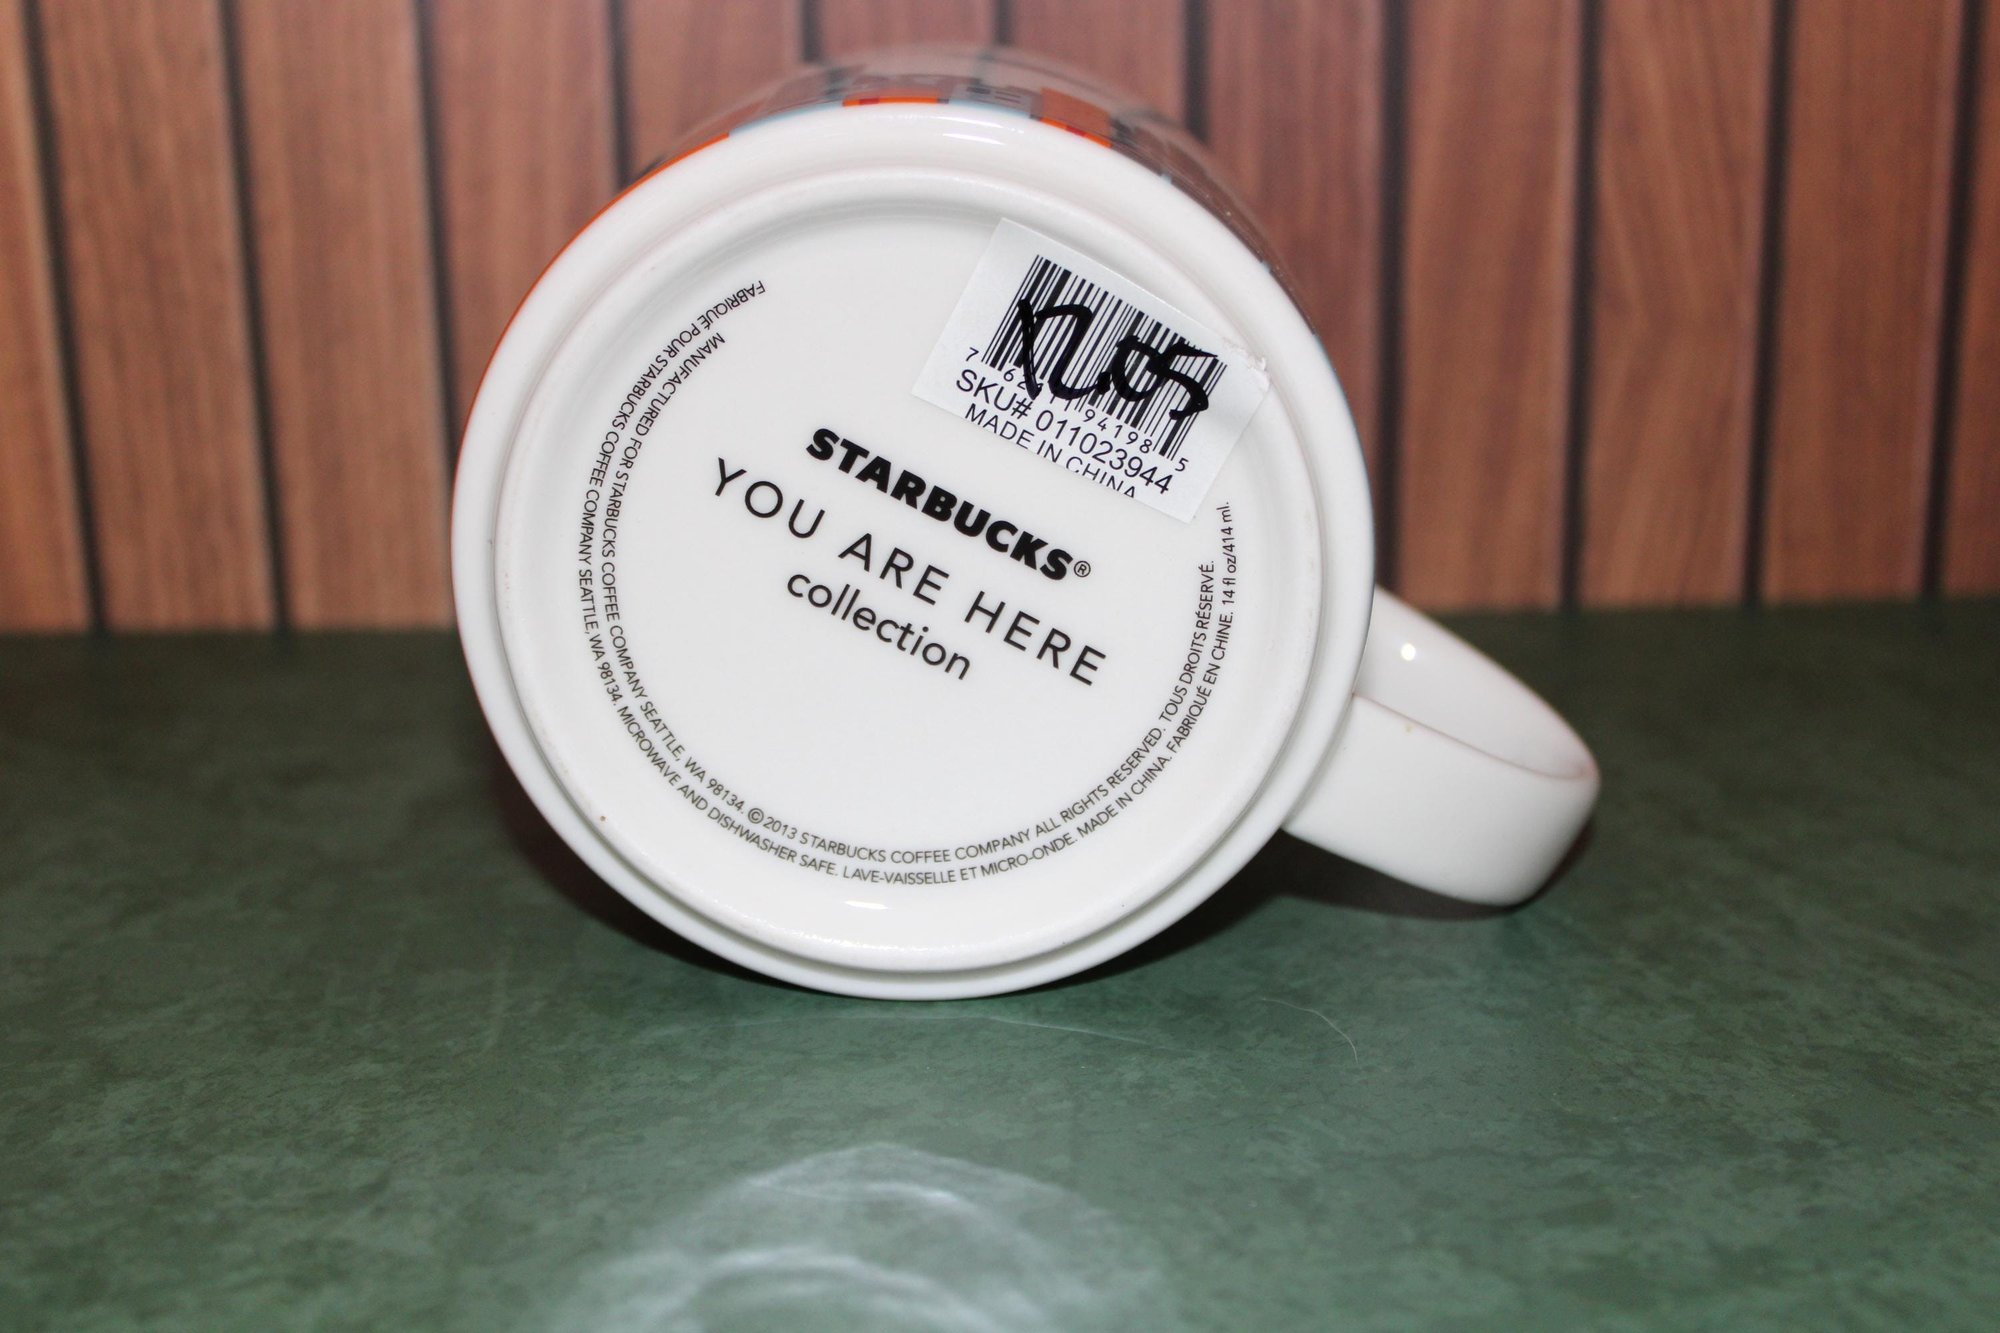 SKU# 011023944
MADE IN CHINA
STARBUCKS®
YOU ARE HERE
collection
MANUFACTURED FOR STARBUCKS COFFEE COMPANY SEATTLE, WA 98134. ©2013 STARBUCKS COFFEE COMPANY ALL RIGHTS RESERVED. TOUS DROITS RÉSERVÉ.
FABRIQUÉ POUR STARBUCKS COFFEE COMPANY SEATTLE, WA 98134. MICROWAVE AND DISHWASHER SAFE. LAVE-VAISSELLE ET MICRO-ONDE. MADE IN CHINA. FABRIQUÉ EN CHINE. 14 fl oz/414 ml.